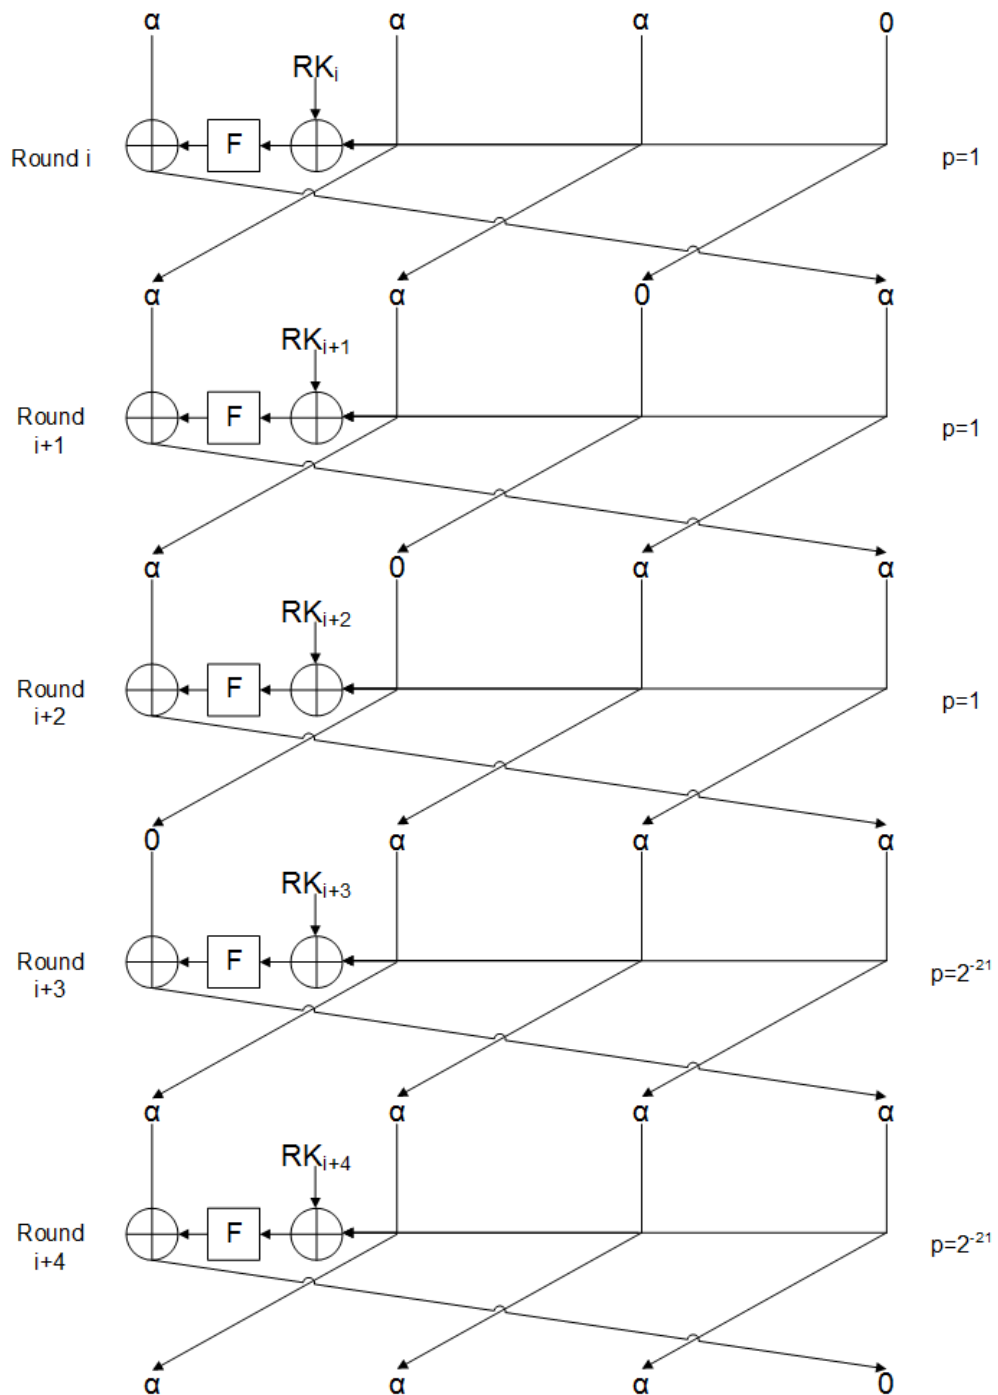 α α α 0
RKi
F
Round i
p=1
α α 0 α
RKi+1
F
Round
i+1
p=1
α 0 α α
RKi+2
F
Round
i+2
p=1
0 α α α
RKi+3
F
Round
i+3
p=2-21
α α α α
RKi+4
F
Round
i+4
p=2-21
α α α 0